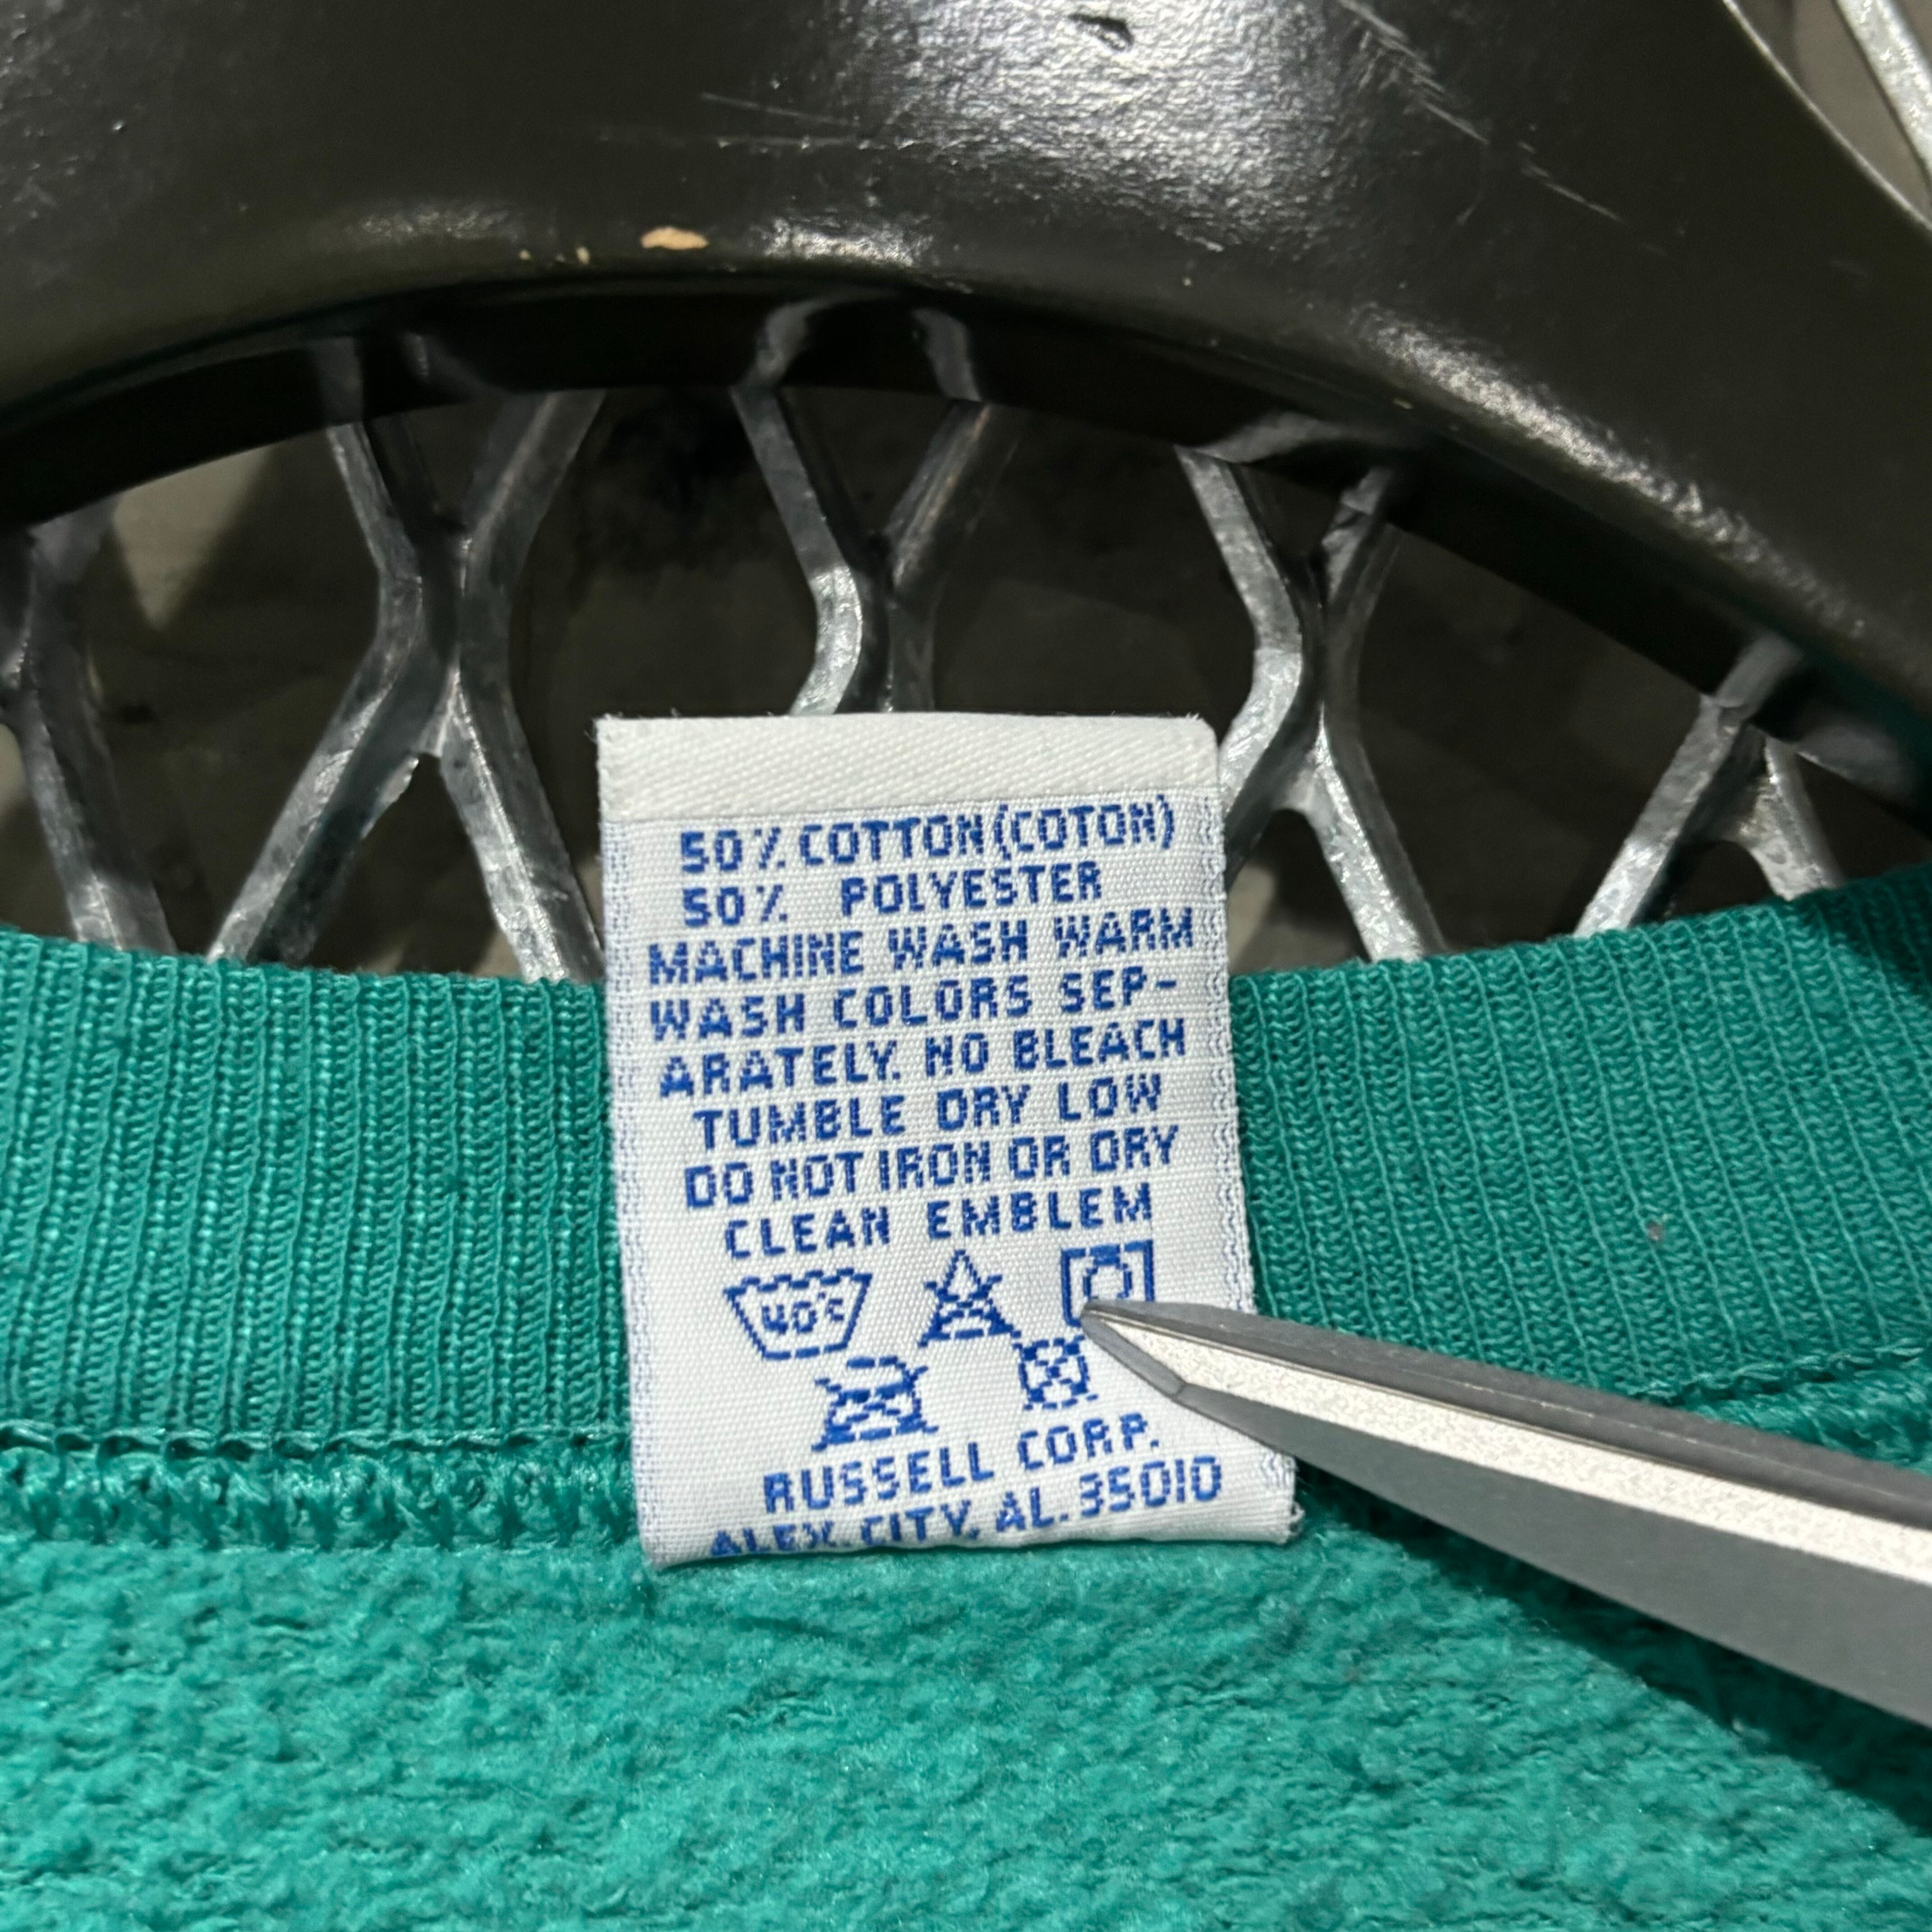 50% COTTON (COTON)
50% POLYESTER
MACHINE WASH WARM
WASH COLORS SEP-
ARATELY. NO BLEACH
TUMBLE DRY LOW
DO NOT IRON OR DRY
CLEAN EMBLEM
40°C
RUSSELL CORP.
ALEX. CITY, AL. 35010